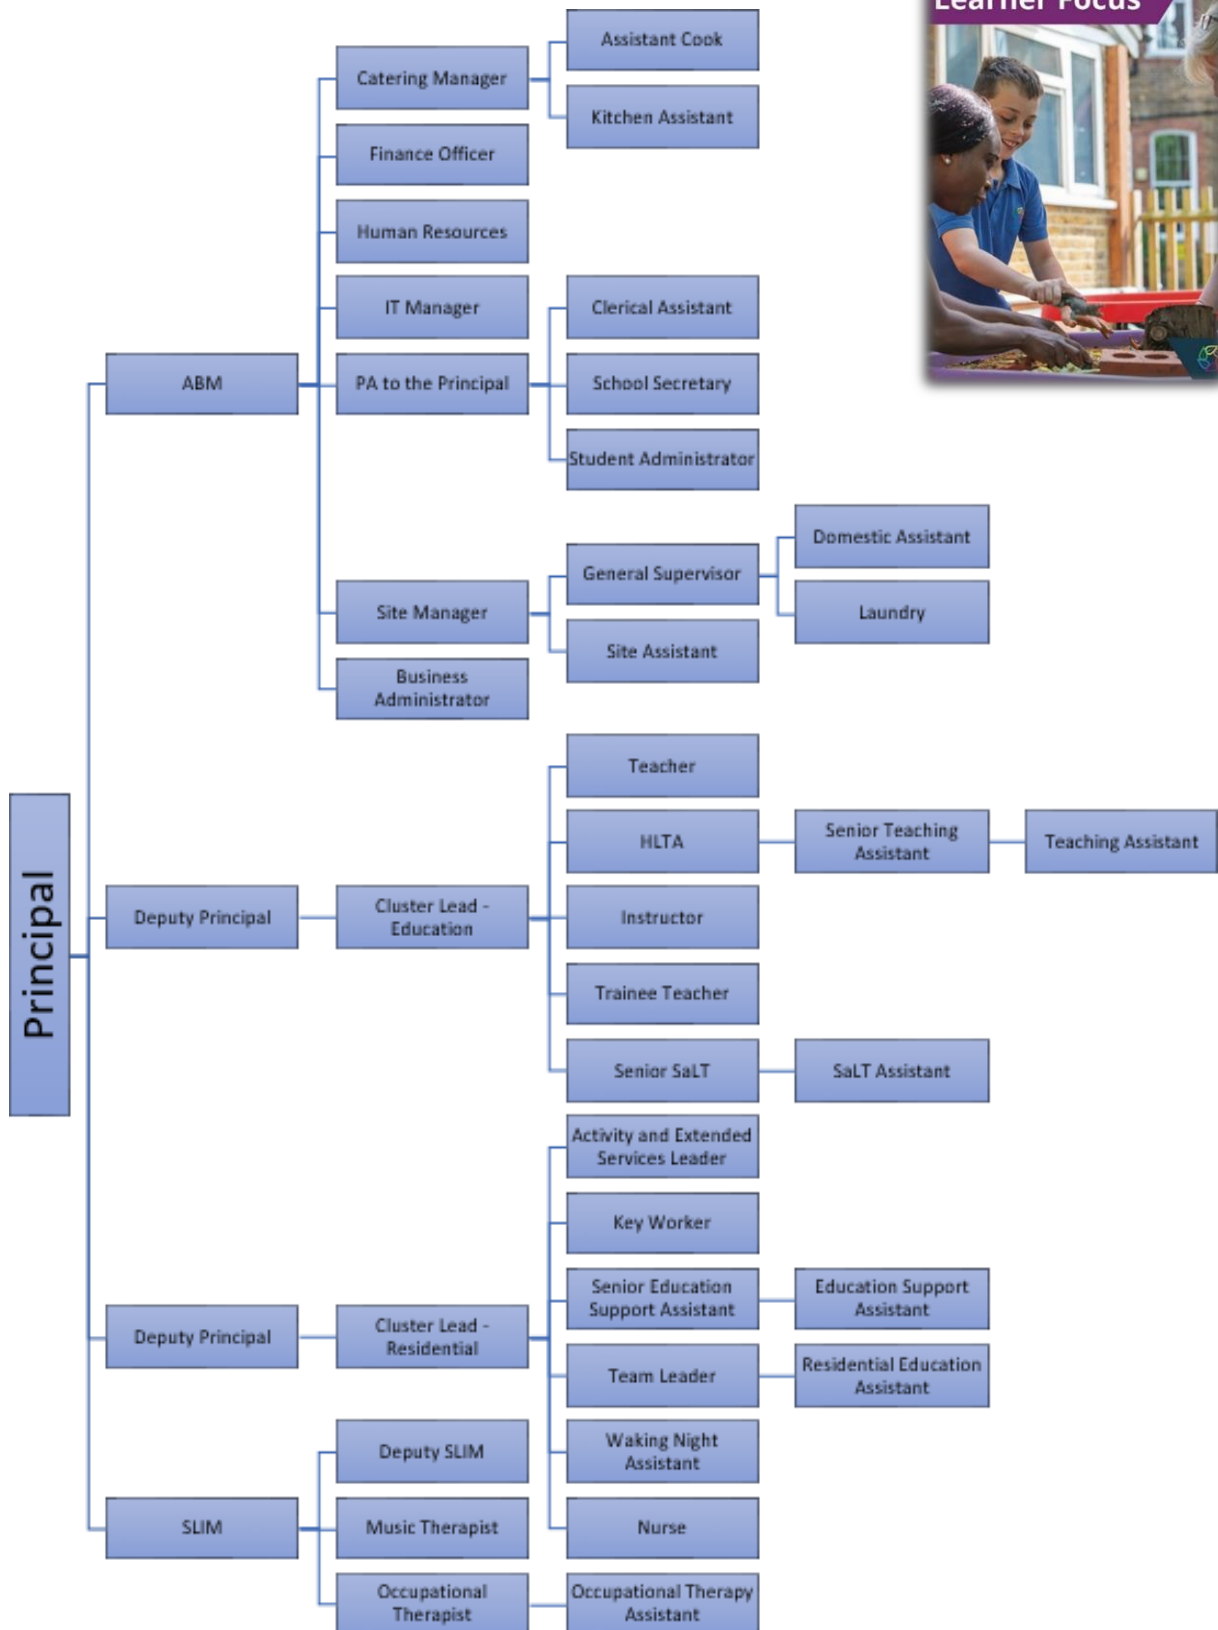 Learner Focus
Assistant Cook
Catering Manager
Kitchen Assistant
Finance Officer
Human Resources
IT Manager
Clerical Assistant
ABM
PA to the Principal
School Secretary
Student Administrator
Domestic Assistant
General Supervisor
Site Manager
Laundry
Site Assistant
Business
Administrator
Teacher
HLTA
Senior Teaching
Assistant
Teaching Assistant
Principal
Deputy Principal
Cluster Lead -
Education
Instructor
Trainee Teacher
Senior SaLT
SaLT Assistant
Activity and Extended
Services Leader
Key Worker
Senior Education
Support Assistant
Education Support
Assistant
Deputy Principal
Cluster Lead -
Residential
Team Leader
Residential Education
Assistant
Waking Night
Assistant
Deputy SLIM
SLIM
Music Therapist
Nurse
Occupational
Therapist
Occupational Therapy
Assistant